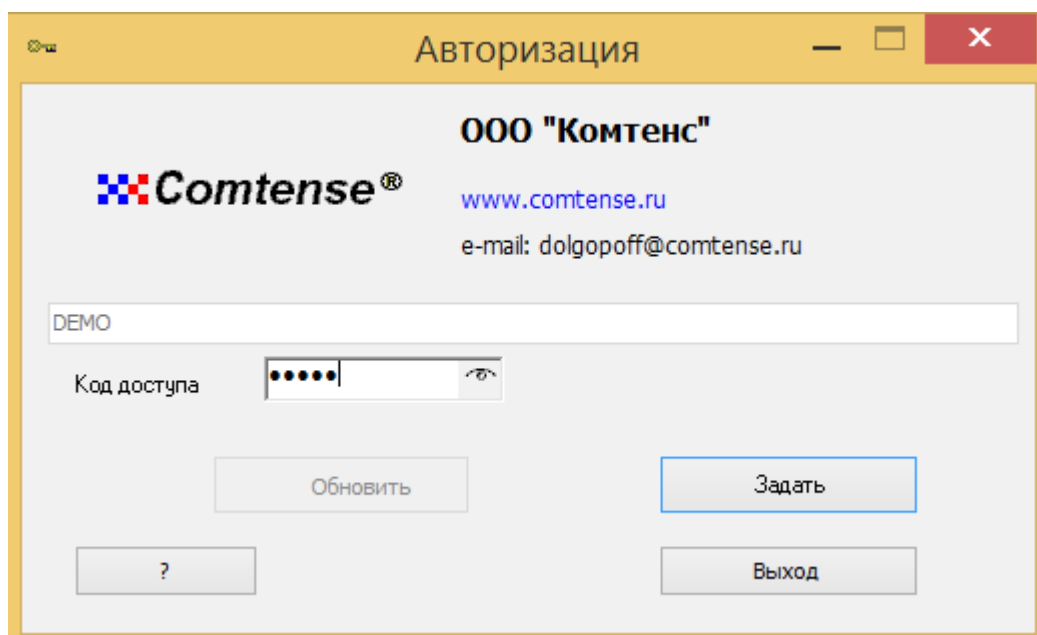 Авторизация
ООО "Комтенс"
Comtense®
www.comtense.ru
e-mail: dolgopoff@comtense.ru
DEMO
Код доступа
Обновить
Задать
?
Выход